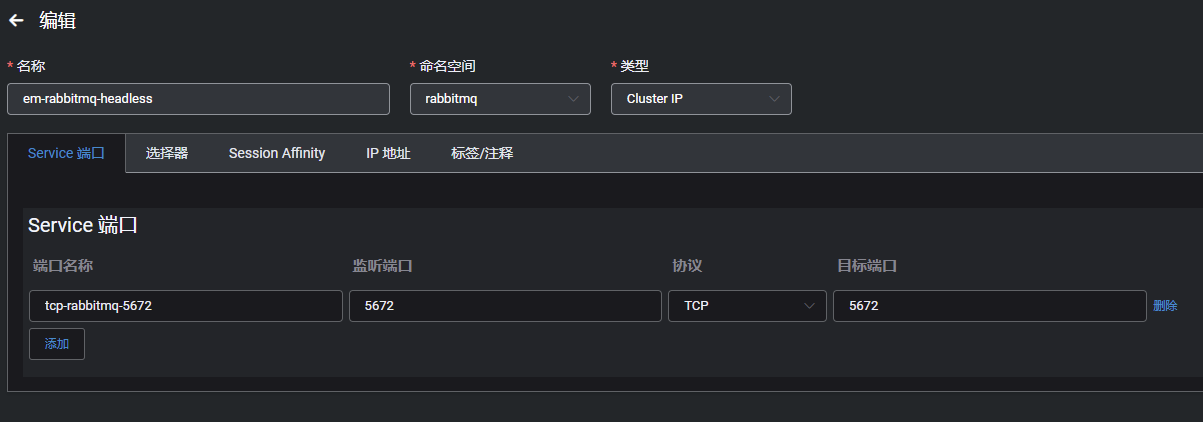 编辑
* 名称 * 命名空间 * 类型
em-rabbitmq-headless rabbitmq Cluster IP
Service 端口 选择器 Session Affinity IP 地址 标签/注释
Service 端口
端口名称 监听端口 协议 目标端口
tcp-rabbitmq-5672 5672 TCP 5672 删除
添加